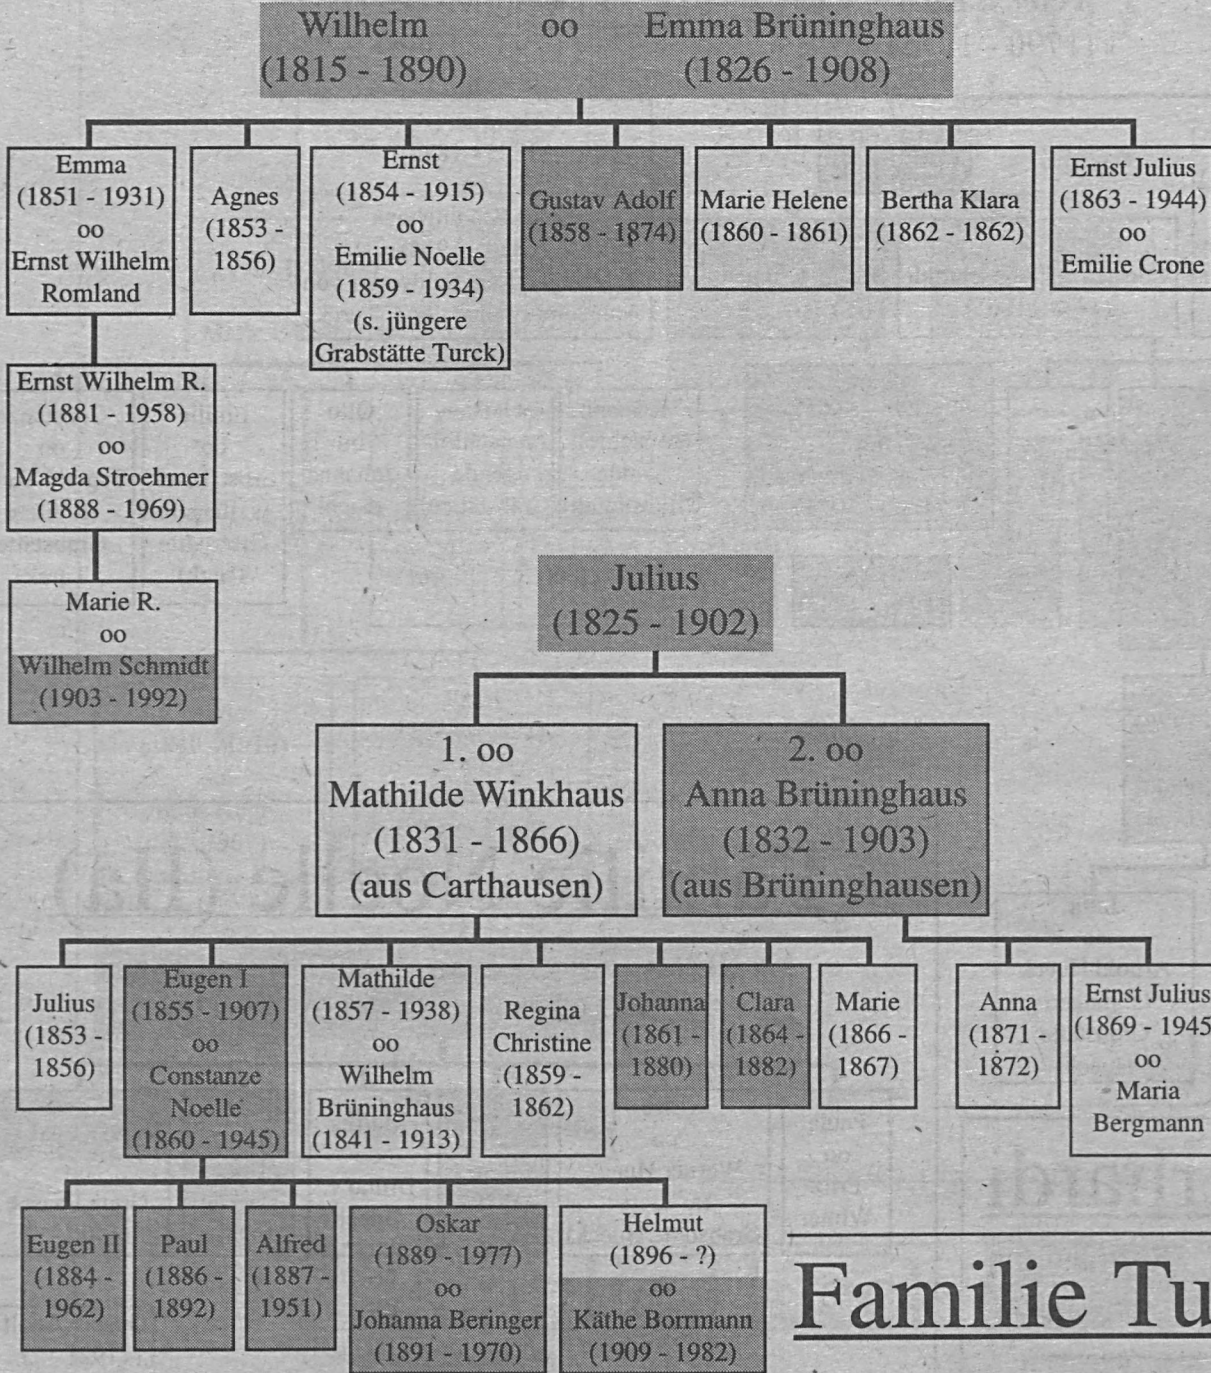 Wilhelm oo Emma Brüninghaus
(1815 - 1890) (1826 - 1908)
Emma
(1851 - 1931)
oo
Ernst Wilhelm
Romland
Agnes
(1853 -
1856)
Ernst
(1854 - 1915)
oo
Emilie Noelle
(1859 - 1934)
(s. jüngere
Grabstätte Turck)
Gustav Adolf
(1858 - 1874)
Marie Helene
(1860 - 1861)
Bertha Klara
(1862 - 1862)
Ernst Julius
(1863 - 1944)
oo
Emilie Crone
Ernst Wilhelm R.
(1881 - 1958)
oo
Magda Stroehmer
(1888 - 1969)
Marie R.
oo
Wilhelm Schmidt
(1903 - 1992)
Julius
(1825 - 1902)
1. oo
Mathilde Winkhaus
(1831 - 1866)
(aus Carthausen)
2. oo
Anna Brüninghaus
(1832 - 1903)
(aus Brüninghausen)
Julius
(1853 -
1856)
Eugen I
(1855 - 1907)
oo
Constanze
Noelle
(1860 - 1945)
Mathilde
(1857 - 1938)
oo
Wilhelm
Brüninghaus
(1841 - 1913)
Regina
Christine
(1859 -
1862)
Johanna
(1861 -
1880)
Clara
(1864 -
1882)
Marie
(1866 -
1867)
Anna
(1871 -
1872)
Ernst Julius
(1869 - 1945
oo
Maria
Bergmann
Eugen II
(1884 -
1962)
Paul
(1886 -
1892)
Alfred
(1887 -
1951)
Oskar
(1889 - 1977)
oo
Johanna Beringer
(1891 - 1970)
Helmut
(1896 - ?)
oo
Käthe Borrmann
(1909 - 1982)
Familie Tu